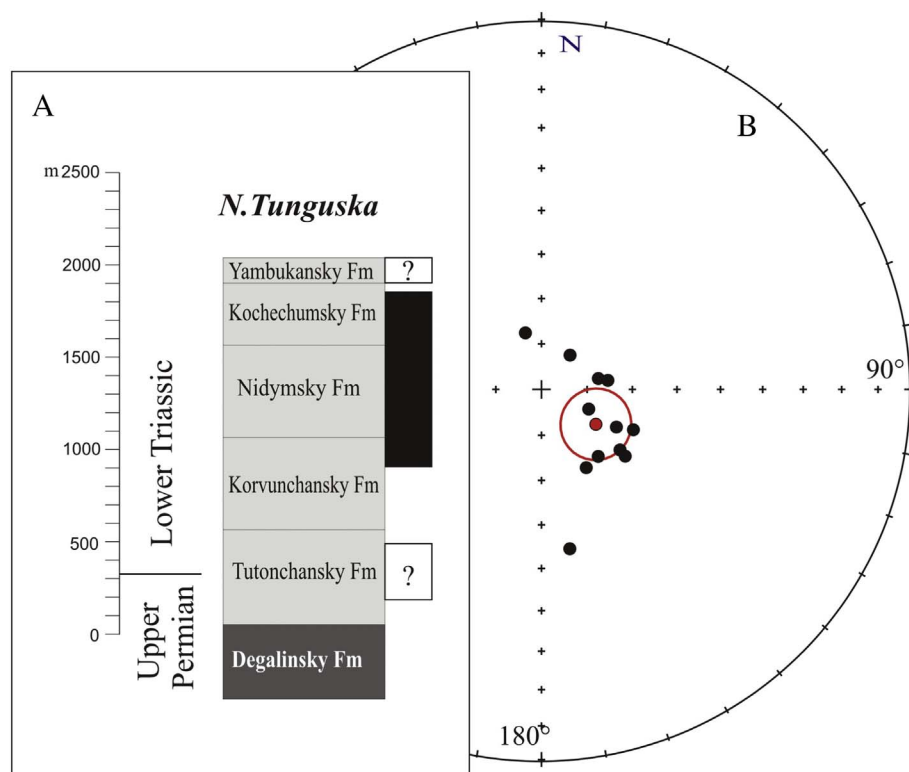 A
m 2500
2000
1500
1000
500
0
Lower Triassic
Upper
Permian
N.Tunguska
Yambukansky Fm
?
Kochechumsky Fm
Nidymsky Fm
Korvunchansky Fm
Tutonchansky Fm
?
Degalinsky Fm
N
B
90°
180°